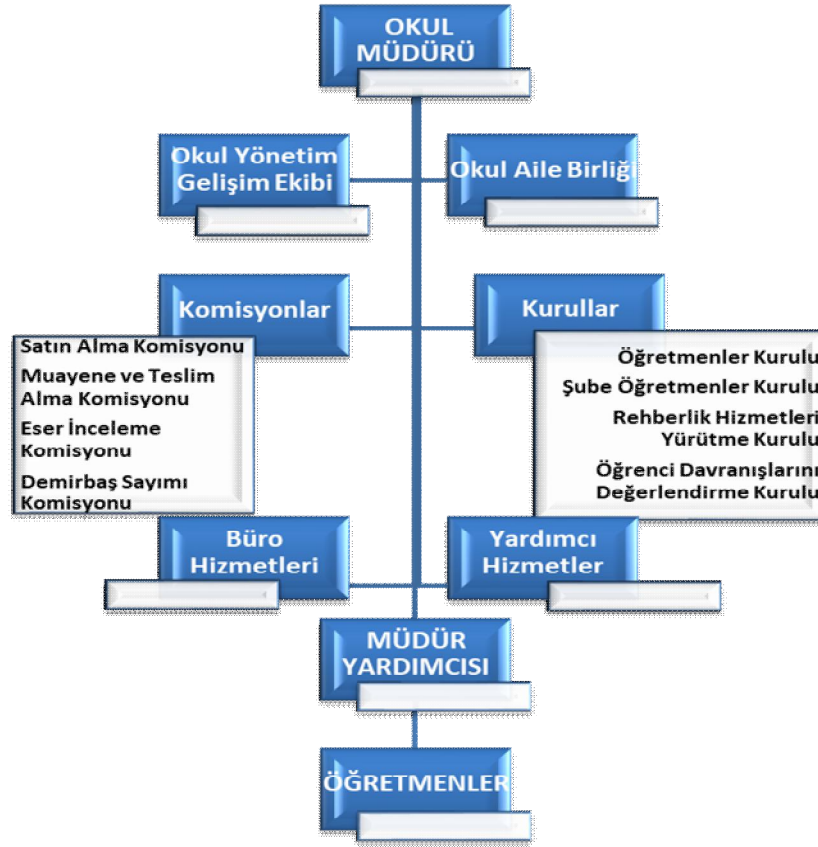 OKUL
MÜDÜRÜ
Okul Yönetim
Gelişim Ekibi
Okul Aile Birliği
Komisyonlar
Satın Alma Komisyonu
Muayene ve Teslim
Alma Komisyonu
Eser İnceleme
Komisyonu
Demirbaş Sayımı
Komisyonu
Kurullar
Öğretmenler Kurulu
Şube Öğretmenler Kurulu
Rehberlik Hizmetleri
Yürütme Kurulu
Öğrenci Davranışlarını
Değerlendirme Kurulu
Büro
Hizmetleri
Yardımcı
Hizmetler
MÜDÜR
YARDIMCISI
ÖĞRETMENLER